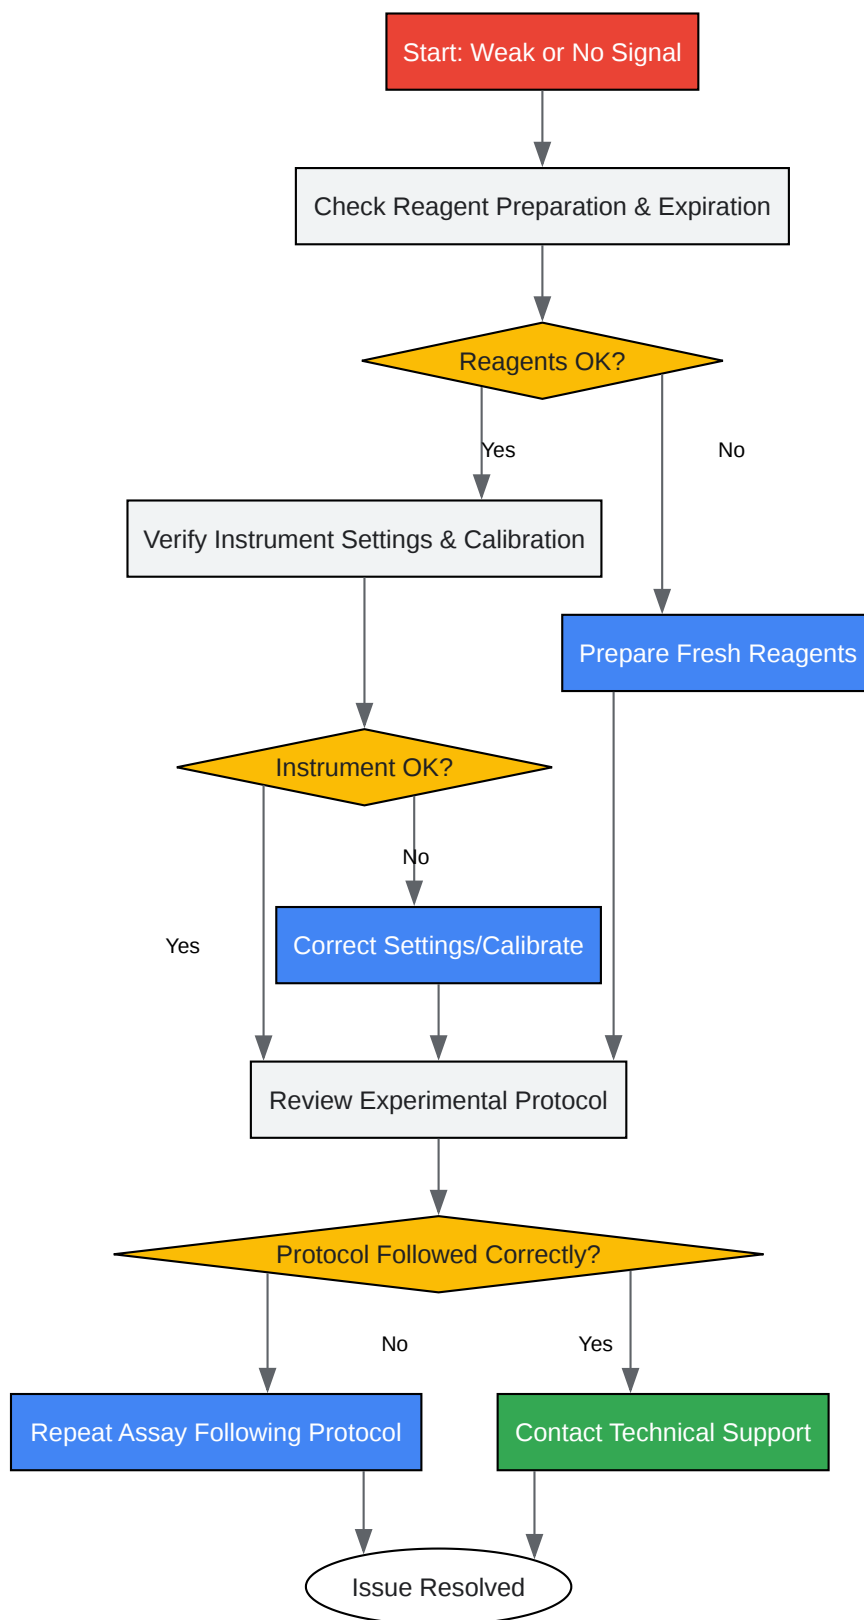 Start: Weak or No Signal
Check Reagent Preparation & Expiration
Reagents OK?
Yes
No
Verify Instrument Settings & Calibration
Prepare Fresh Reagents
Instrument OK?
No
Yes
Correct Settings/Calibrate
Review Experimental Protocol
Protocol Followed Correctly?
No
Yes
Repeat Assay Following Protocol
Contact Technical Support
Issue Resolved